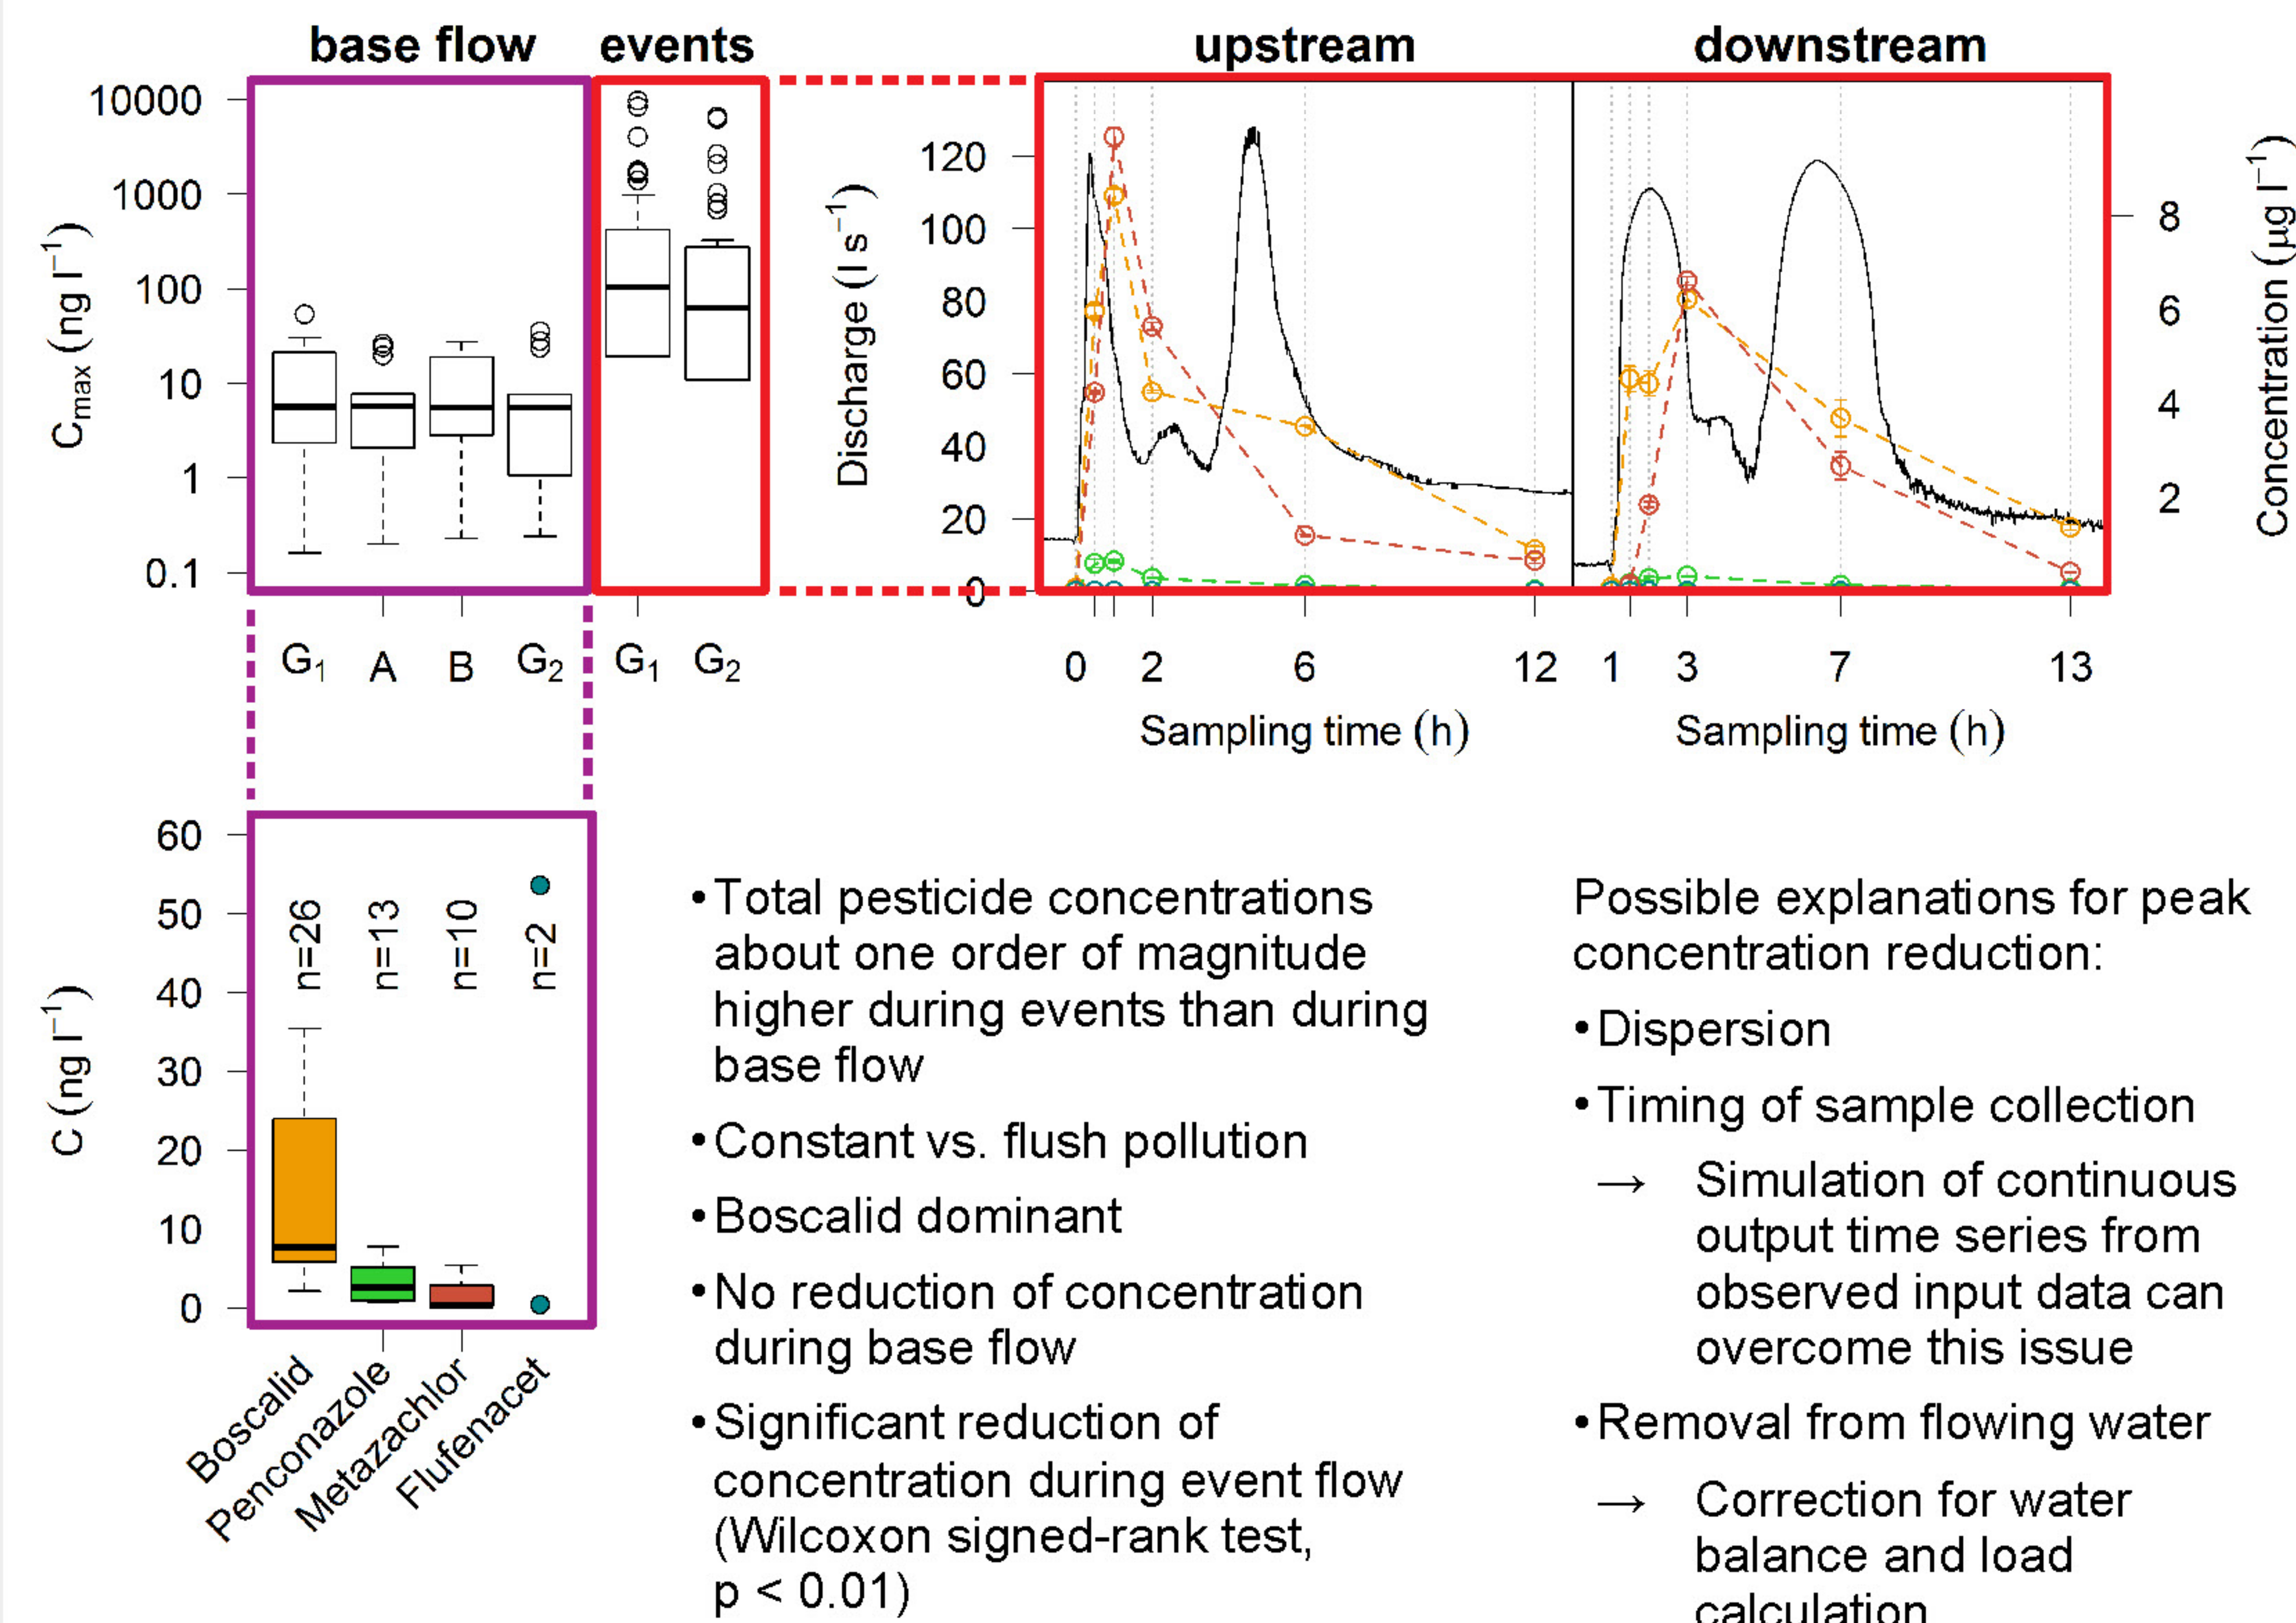 base flow events upstream downstream
10000
1000
100
10
1
0.1
Cmax (ng l−1)
G1 A B G2 G1 G2
Discharge (l s−1)
120
100
80
60
40
20
0
8
6
4
2
Concentration (µg l−1)
0 2 6 12 1 3 7 13
Sampling time (h) Sampling time (h)
60
50
40
30
20
10
0
C (ng l−1)
n=26 n=13 n=10 n=2
Boscalid
Penconazole
Metazachlor
Flufenacet
•Total pesticide concentrations
about one order of magnitude
higher during events than during
base flow
•Constant vs. flush pollution
•Boscalid dominant
•No reduction of concentration
during base flow
•Significant reduction of
concentration during event flow
(Wilcoxon signed-rank test,
p < 0.01)
Possible explanations for peak
concentration reduction:
•Dispersion
•Timing of sample collection
→ Simulation of continuous
output time series from
observed input data can
overcome this issue
•Removal from flowing water
→ Correction for water
balance and load
calculation